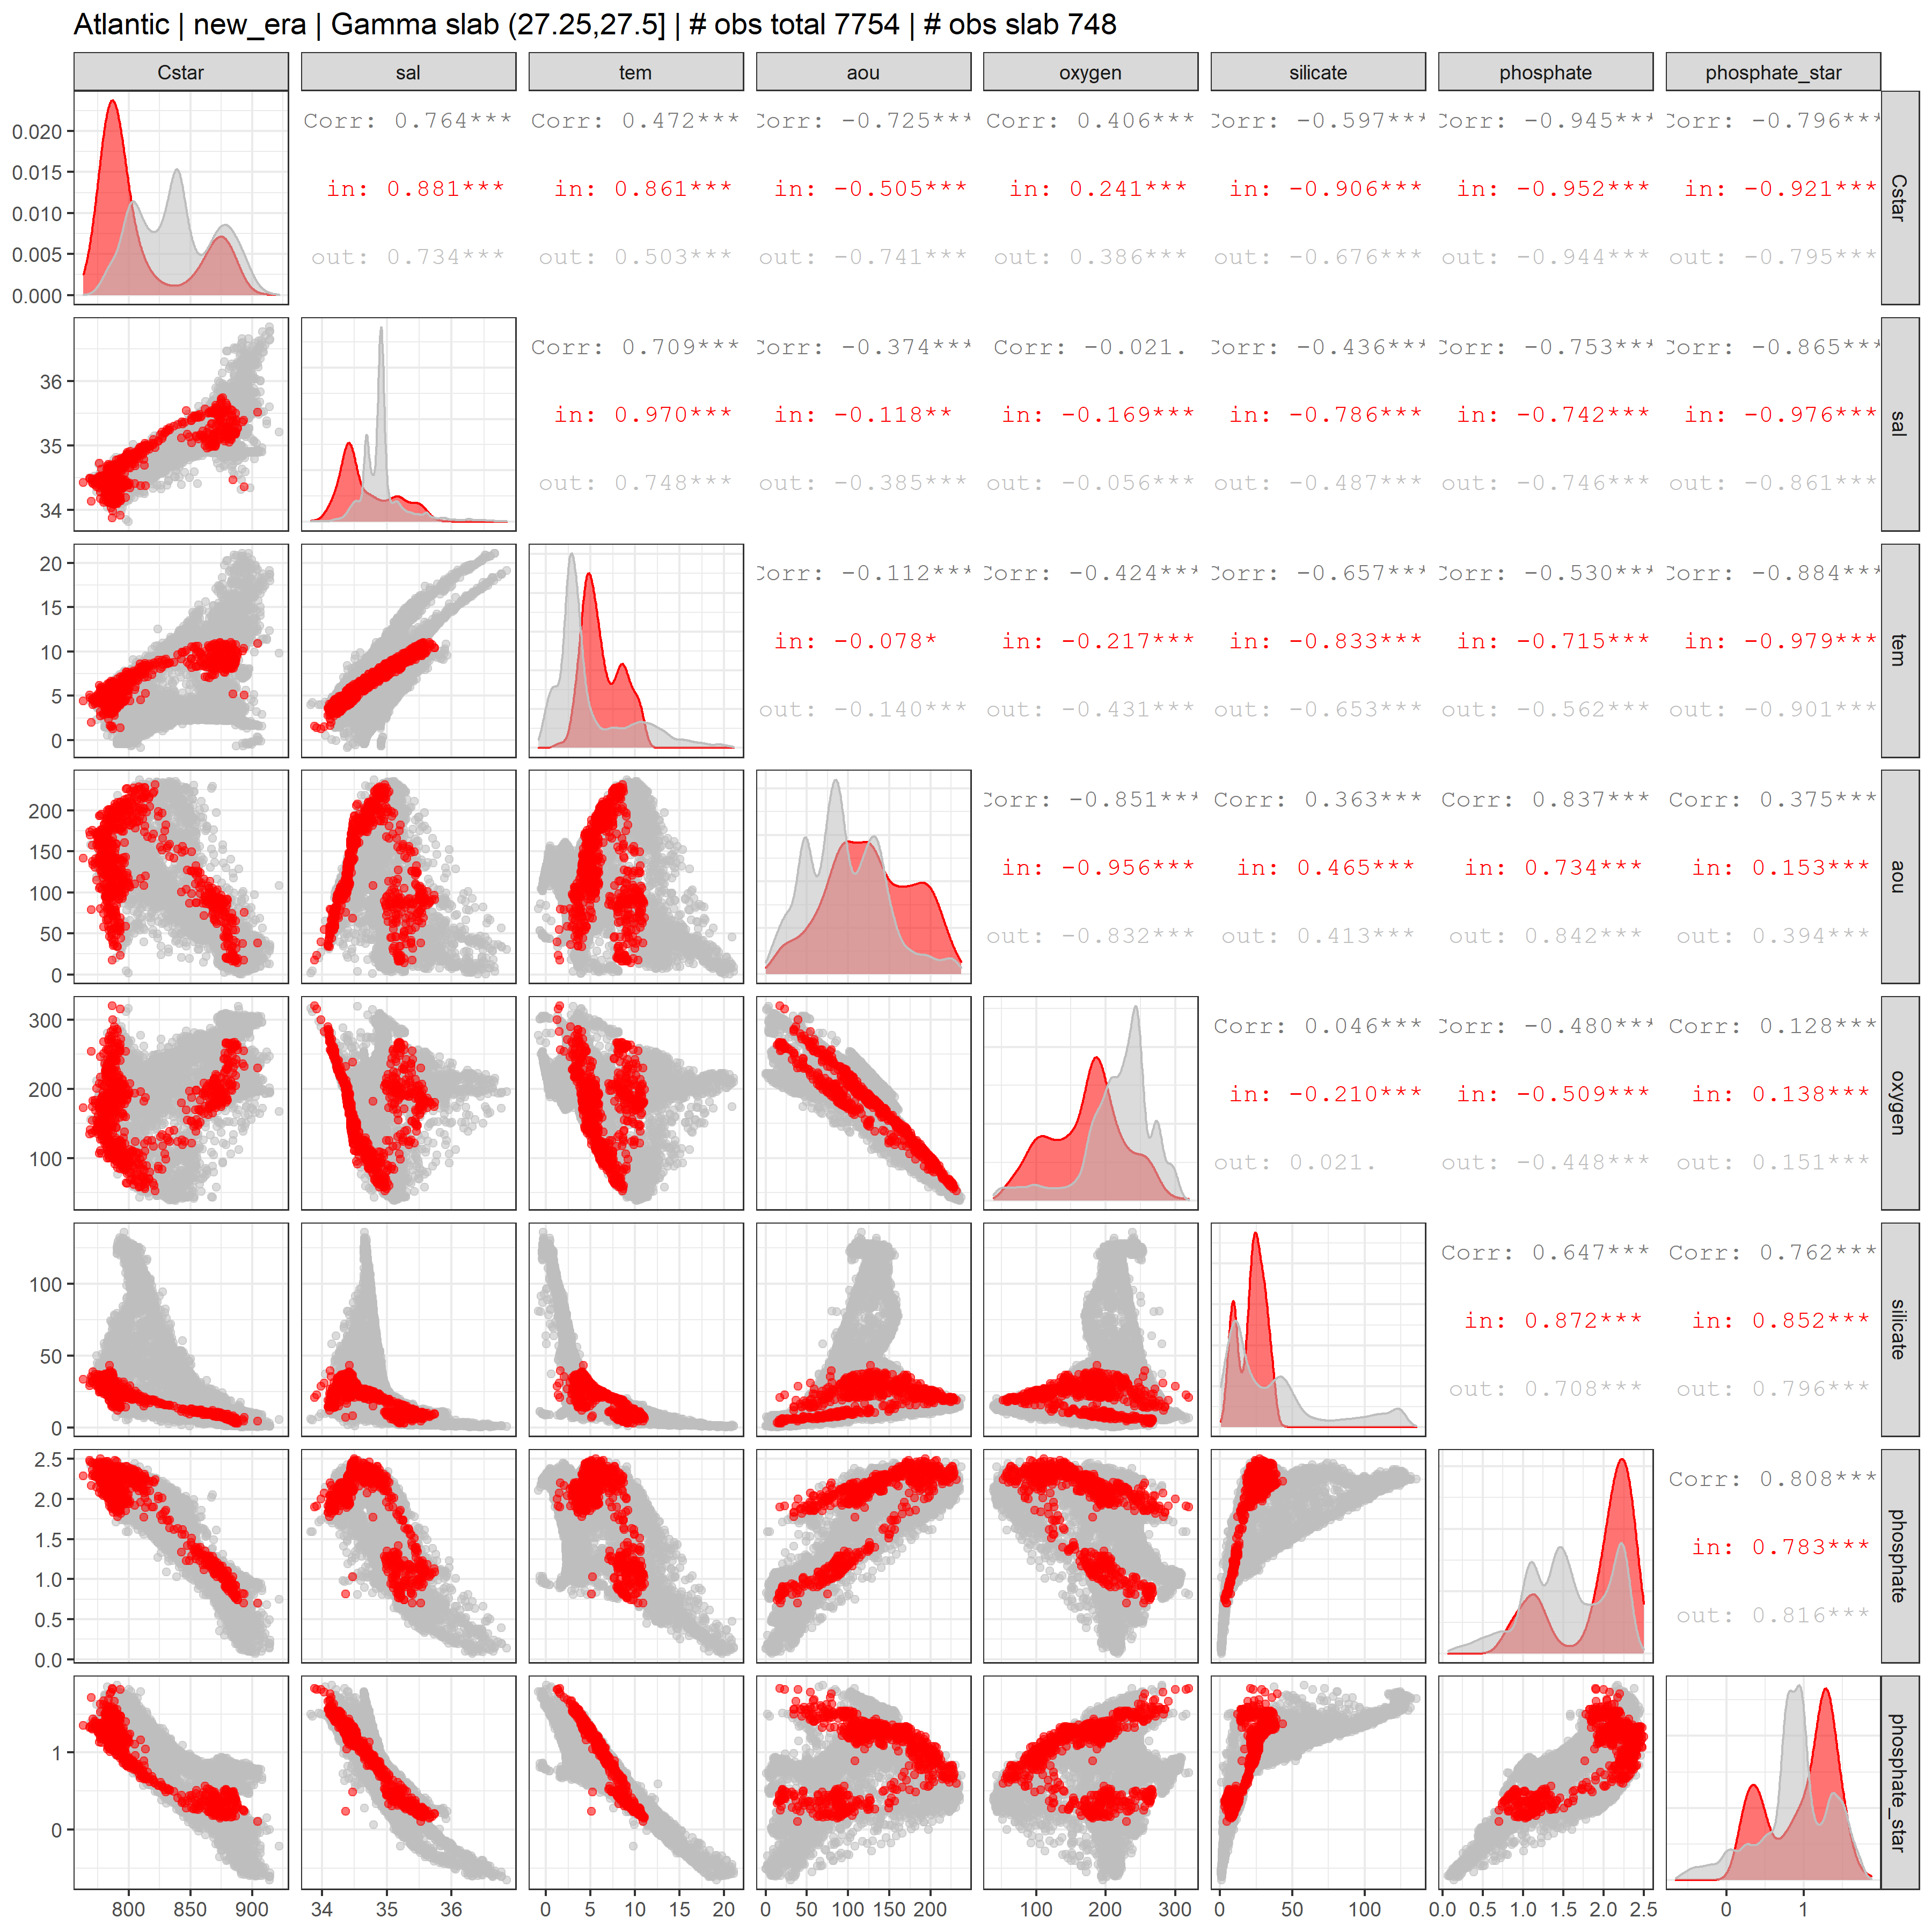 Atlantic | new_era | Gamma slab (27.25,27.5] | # obs total 7754 | # obs slab 748
Cstar sal tem aou oxygen silicate phosphate phosphate_star
Corr: 0.764*** Corr: 0.472*** Corr: -0.725*** Corr: 0.406*** Corr: -0.597*** Corr: -0.945*** Corr: -0.796***
in: 0.881*** in: 0.861*** in: -0.505*** in: 0.241*** in: -0.906*** in: -0.952*** in: -0.921***
out: 0.734*** out: 0.503*** out: -0.741*** out: 0.386*** out: -0.676*** out: -0.944*** out: -0.795***
0.020
0.015
0.010
0.005
0.000
Cstar
Corr: 0.709*** Corr: -0.374*** Corr: -0.021. Corr: -0.436*** Corr: -0.753*** Corr: -0.865***
in: 0.970*** in: -0.118** in: -0.169*** in: -0.786*** in: -0.742*** in: -0.976***
out: 0.748*** out: -0.385*** out: -0.056*** out: -0.487*** out: -0.746*** out: -0.861***
36
35
34
sal
Corr: -0.112*** Corr: -0.424*** Corr: -0.657*** Corr: -0.530*** Corr: -0.884***
in: -0.078* in: -0.217*** in: -0.833*** in: -0.715*** in: -0.979***
out: -0.140*** out: -0.431*** out: -0.653*** out: -0.562*** out: -0.901***
20
15
10
5
0
tem
Corr: -0.851*** Corr: 0.363*** Corr: 0.837*** Corr: 0.375***
in: -0.956*** in: 0.465*** in: 0.734*** in: 0.153***
out: -0.832*** out: 0.413*** out: 0.842*** out: 0.394***
200
150
100
50
0
aou
Corr: 0.046*** Corr: -0.480*** Corr: 0.128***
in: -0.210*** in: -0.509*** in: 0.138***
out: 0.021. out: -0.448*** out: 0.151***
300
200
100
oxygen
Corr: 0.647*** Corr: 0.762***
in: 0.872*** in: 0.852***
out: 0.708*** out: 0.796***
100
50
0
silicate
Corr: 0.808***
in: 0.783***
out: 0.816***
2.5
2.0
1.5
1.0
0.5
0.0
phosphate
1
0
phosphate_star
800 850 900 34 35 36 0 5 10 15 20 0 50 100 150 200 100 200 300 0 50 100 0.0 0.5 1.0 1.5 2.0 2.5 0 1